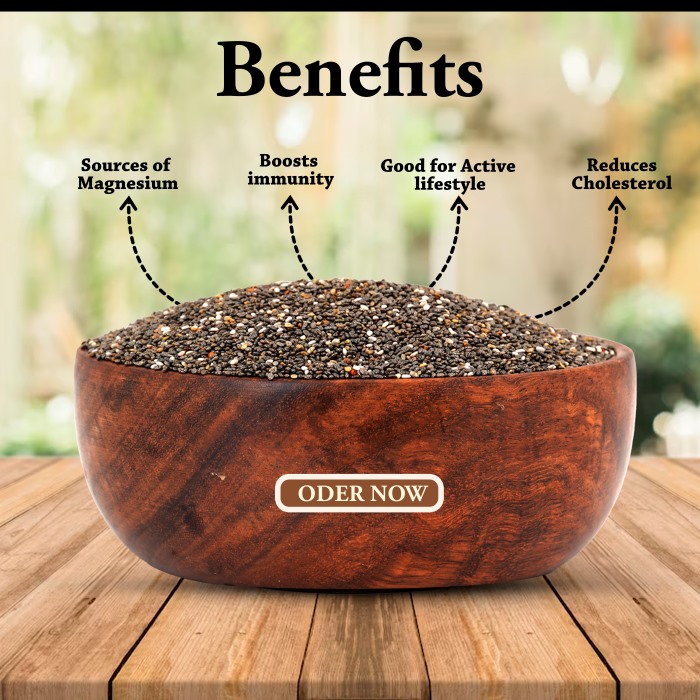 Benefits
Sources of
Magnesium
Boosts
immunity
Good for Active
lifestyle
Reduces
Cholesterol
ODER NOW